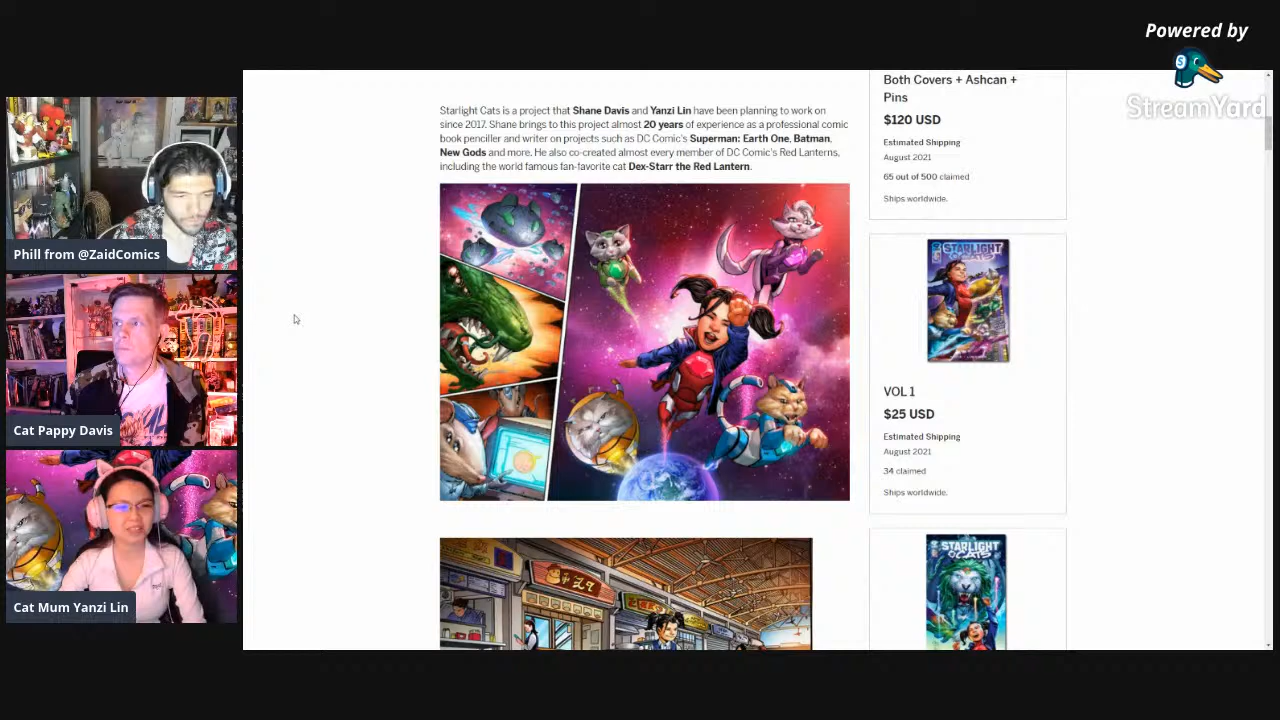 Powered by
StreamYard
Phill from @ZaidComics
Cat Pappy Davis
Cat Mum Yanzi Lin
Starlight Cats is a project that Shane Davis and Yanzi Lin have been planning to work on
since 2017. Shane brings to this project almost 20 years of experience as a professional comic
book penciller and writer on projects such as DC Comic's Superman: Earth One, Batman,
New Gods and more. He also co-created almost every member of DC Comic's Red Lanterns,
including the world famous fan-favorite cat Dex-Starr the Red Lantern.
Both Covers + Ashcan +
Pins
$120 USD
Estimated Shipping
August 2021
65 out of 500 claimed
Ships worldwide.
STARLIGHT
CATS
VOL 1
$25 USD
Estimated Shipping
August 2021
34 claimed
Ships worldwide.
STARLIGHT
CATS